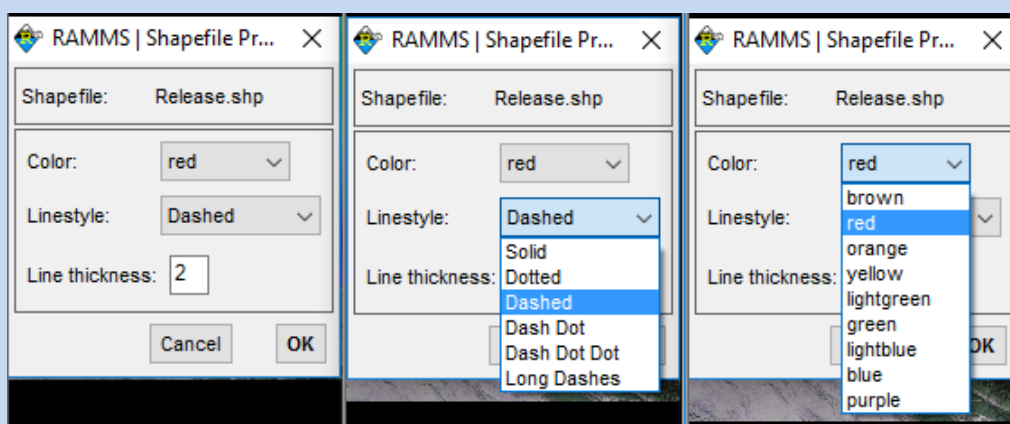 RAMMS | Shapefile Pr...
Shapefile: Release.shp
Color: red
Linestyle: Dashed
Line thickness: 2
Cancel OK
RAMMS | Shapefile Pr...
Shapefile: Release.shp
Color: red
Linestyle: Dashed
Solid
Line thickness: Dotted
Dashed
Dash Dot
Dash Dot Dot
Long Dashes
RAMMS | Shapefile Pr...
Shapefile: Release.shp
Color: red
brown
Linestyle: red
orange
Line thickness: yellow
lightgreen
green
lightblue OK
blue
purple